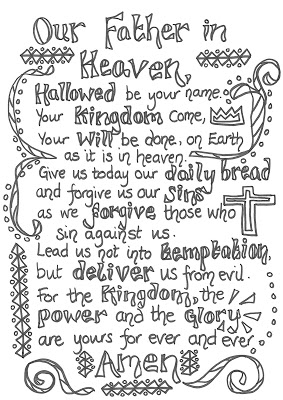 Our Father in
Heaven,
Hallowed be your name.
Your Kingdom come,
Your Will be done, on Earth
as it is in heaven.
Give us today our daily bread
and forgive us our sins
as we forgive those who
sin against us.
Lead us not into temptation,
but deliver us from evil.
For the Kingdom, the
power and the Glory
are yours for ever and ever
Amen